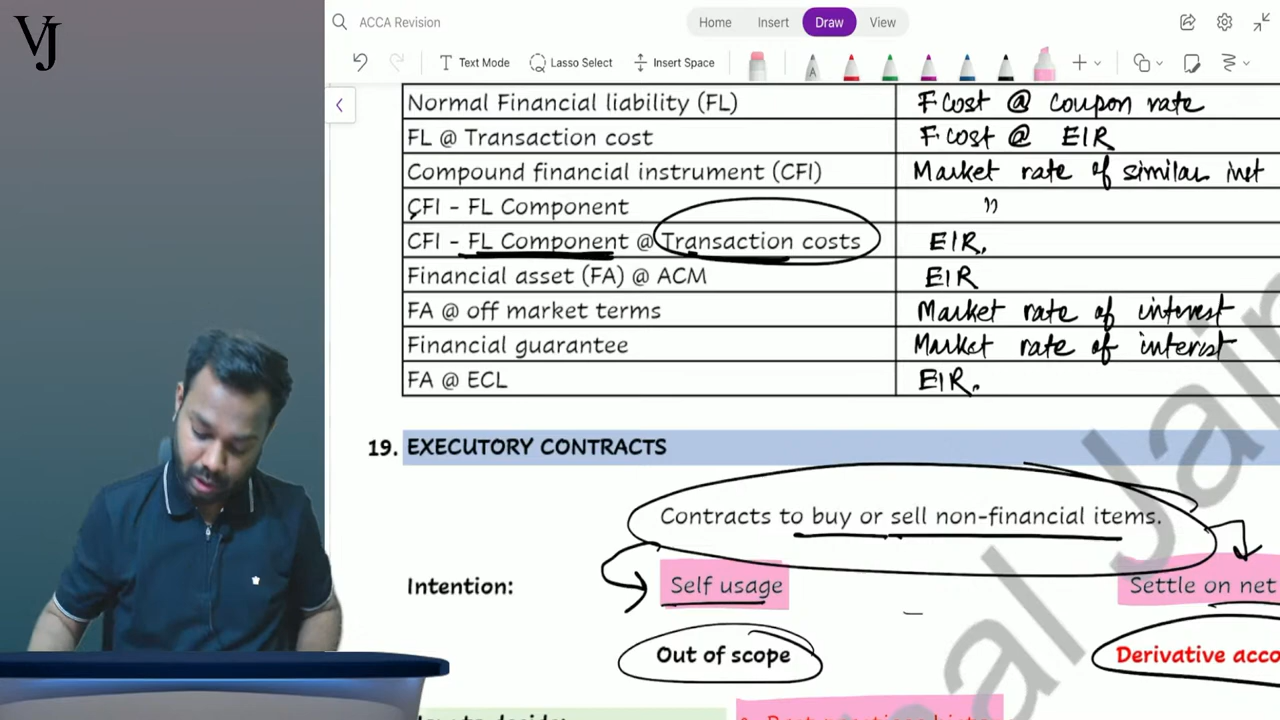 VJ
ACCA Revision
Home Insert Draw View
Text Mode Lasso Select Insert Space
Normal Financial liability (FL) F cost @ coupon rate
FL @ Transaction cost F. cost @ EIR
Compound financial instrument (CFI) Market rate of similar inst
CFI - FL Component "
CFI - FL Component @ Transaction costs EIR.
Financial asset (FA) @ ACM EIR
FA @ off market terms Market rate of interest
Financial guarantee Market rate of interest
FA @ ECL EIR.
19. EXECUTORY CONTRACTS
Contracts to buy or sell non-financial items.
Intention: Self usage Settle on net
Out of scope Derivative acco
Jain